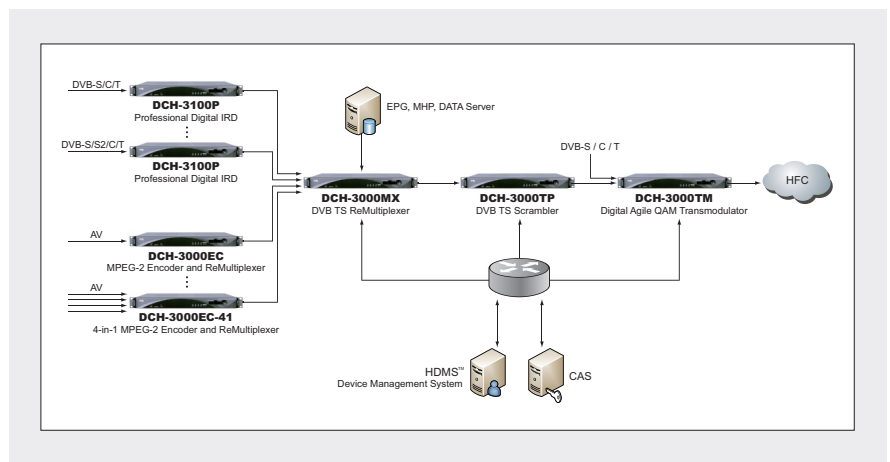 DVB-S/C/T
DCH-3100P
Professional Digital IRD
DVB-S/S2/C/T
DCH-3100P
Professional Digital IRD
AV
DCH-3000EC
MPEG-2 Encoder and ReMultiplexer
AV
DCH-3000EC-41
4-in-1 MPEG-2 Encoder and ReMultiplexer
EPG, MHP, DATA Server
DCH-3000MX
DVB TS ReMultiplexer
DCH-3000TP
DVB TS Scrambler
DVB-S / C / T
DCH-3000TM
Digital Agile QAM Transmodulator
HFC
HDMS™
Device Management System
CAS